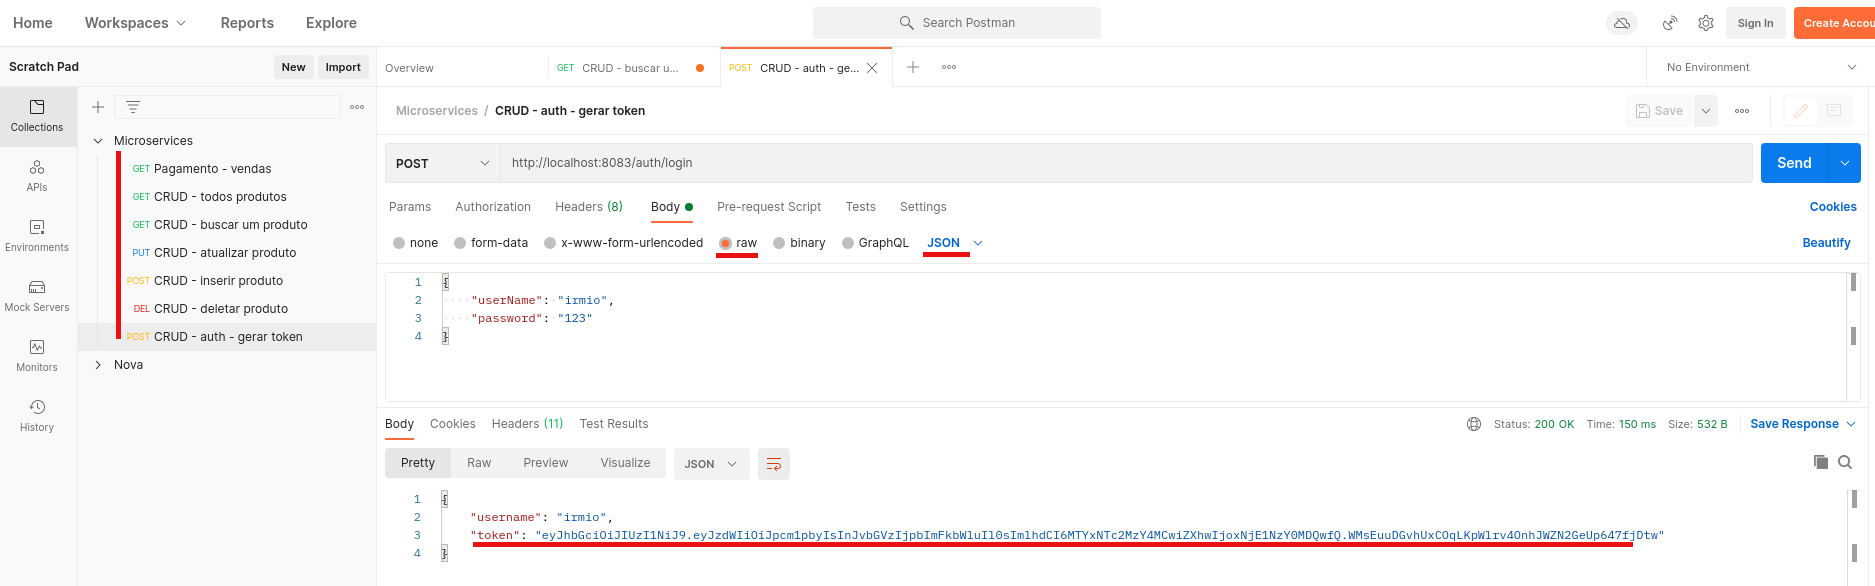 Home Workspaces Reports Explore Search Postman Sign In Create Accou
Scratch Pad New Import Overview GET CRUD - buscar u... POST CRUD - auth - ge... No Environment
Collections
APIs
Environments
Mock Servers
Monitors
History
Microservices
GET Pagamento - vendas
GET CRUD - todos produtos
GET CRUD - buscar um produto
PUT CRUD - atualizar produto
POST CRUD - inserir produto
DEL CRUD - deletar produto
POST CRUD - auth - gerar token
Nova
Microservices / CRUD - auth - gerar token Save
POST http://localhost:8083/auth/login Send
Params Authorization Headers (8) Body Pre-request Script Tests Settings Cookies
none form-data x-www-form-urlencoded raw binary GraphQL JSON Beautify
1 {
2 "userName": "irmio",
3 "password": "123"
4 }
Body Cookies Headers (11) Test Results Status: 200 OK Time: 150 ms Size: 532 B Save Response
Pretty Raw Preview Visualize JSON
1 {
2 "username": "irmio",
3 "token": "eyJhbGciOiJIUzI1NiJ9.eyJzdWIiOiJpcm1pbyIsInJvbGVzIjpbImFkbWluIl0sImlhdCI6MTYxNTc2MzY4MCwiZXhwIjoxNjE1NzY0MDQwfQ.WMsEuuDGvhUxCOqLKpWlrv4OnhJWZN2GeUp647fjDtw"
4 }